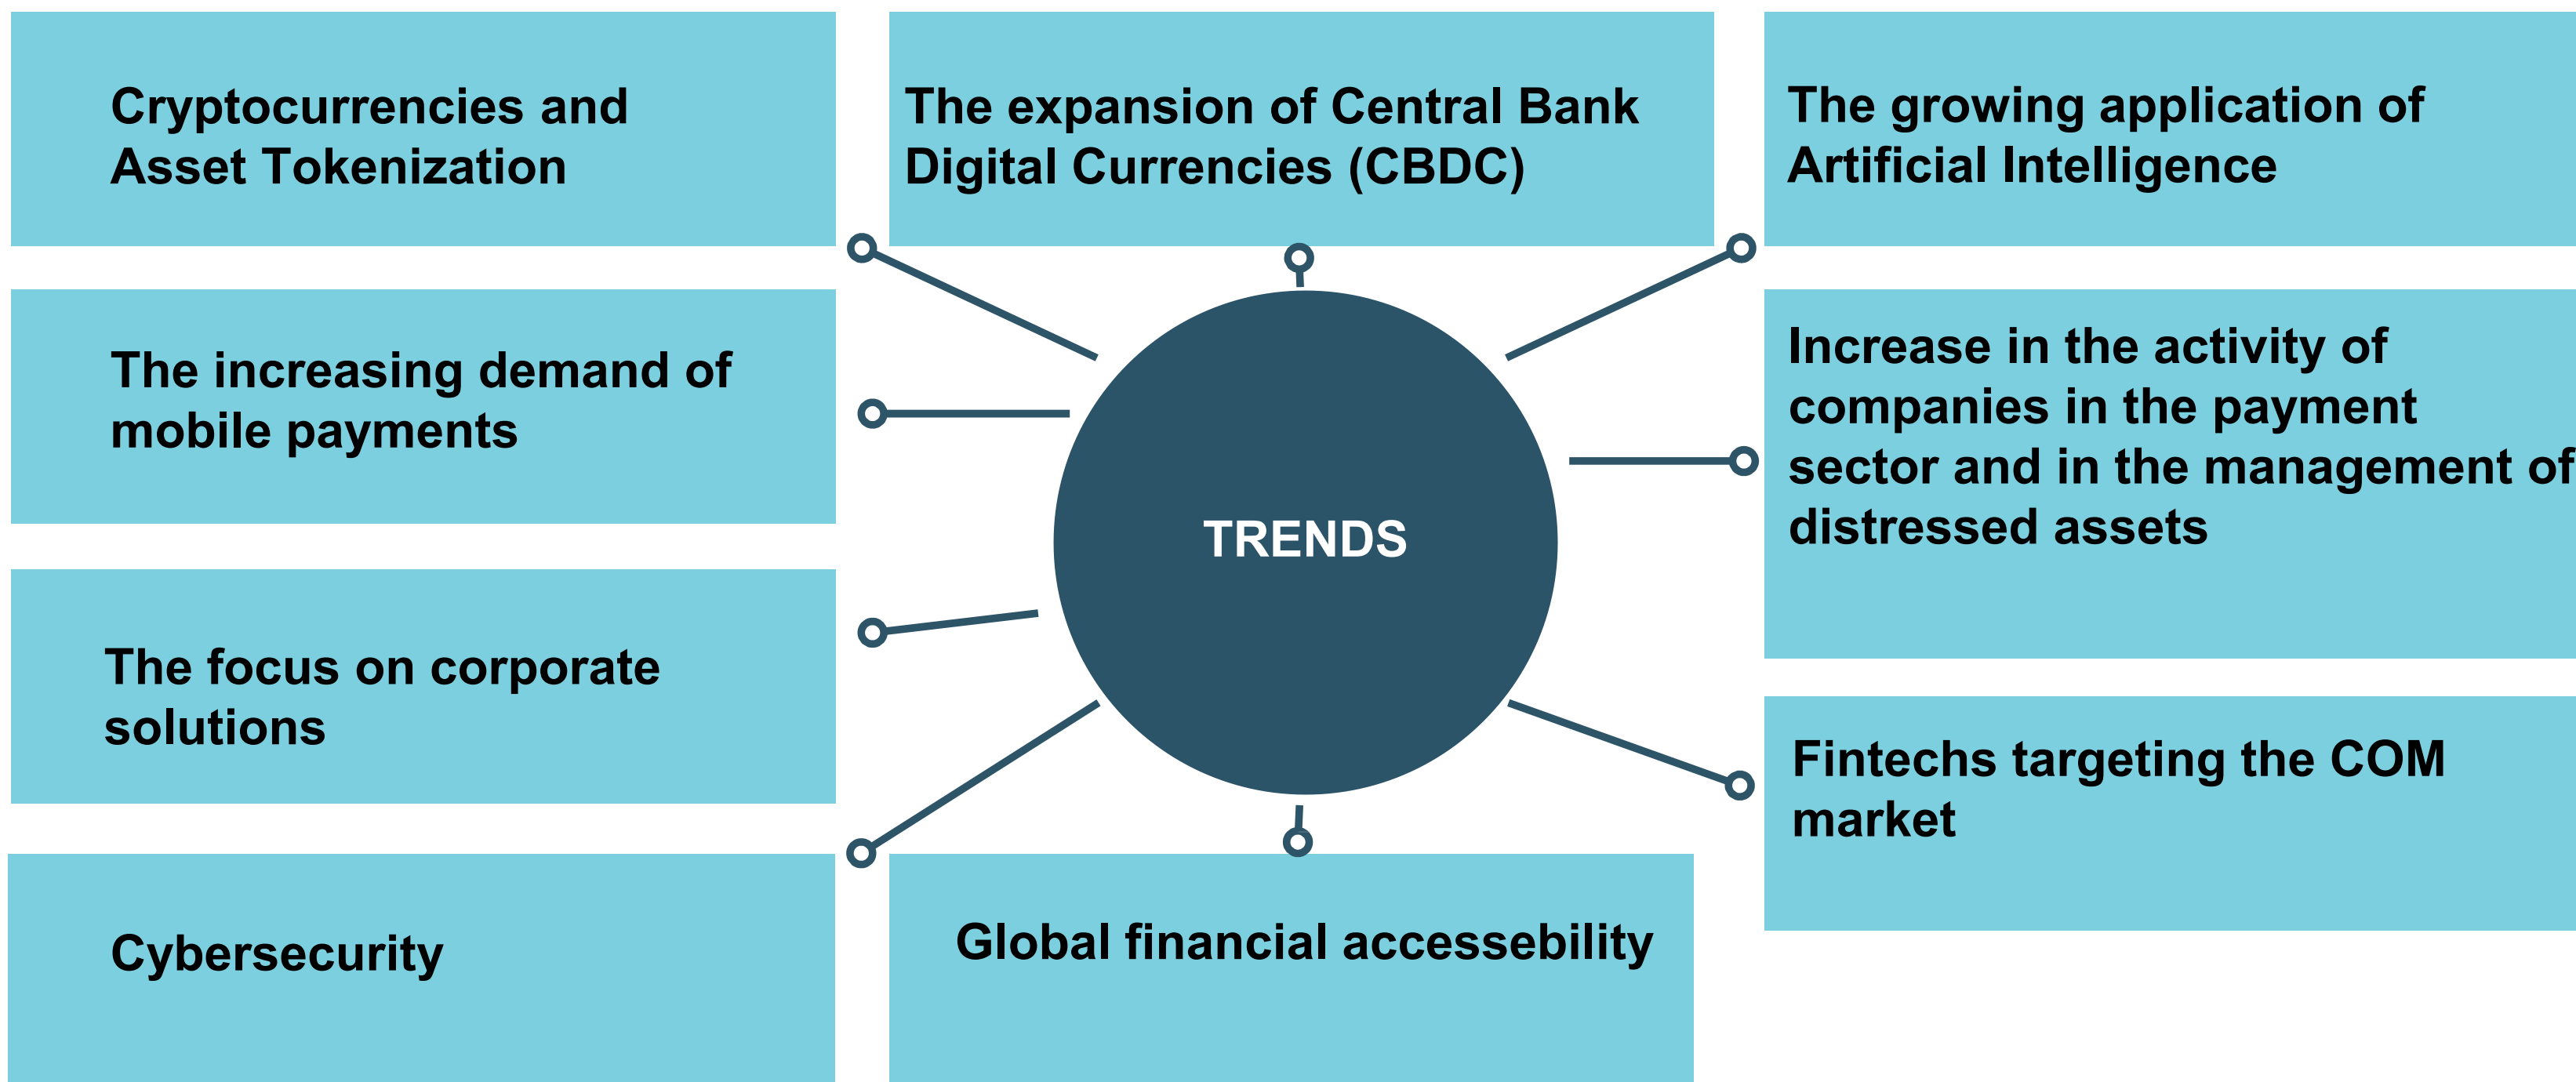 Cryptocurrencies and
Asset Tokenization
The expansion of Central Bank
Digital Currencies (CBDC)
The growing application of
Artificial Intelligence
The increasing demand of
mobile payments
Increase in the activity of
companies in the payment
sector and in the management of
distressed assets
TRENDS
The focus on corporate
solutions
Fintechs targeting the COM
market
Cybersecurity
Global financial accessebility